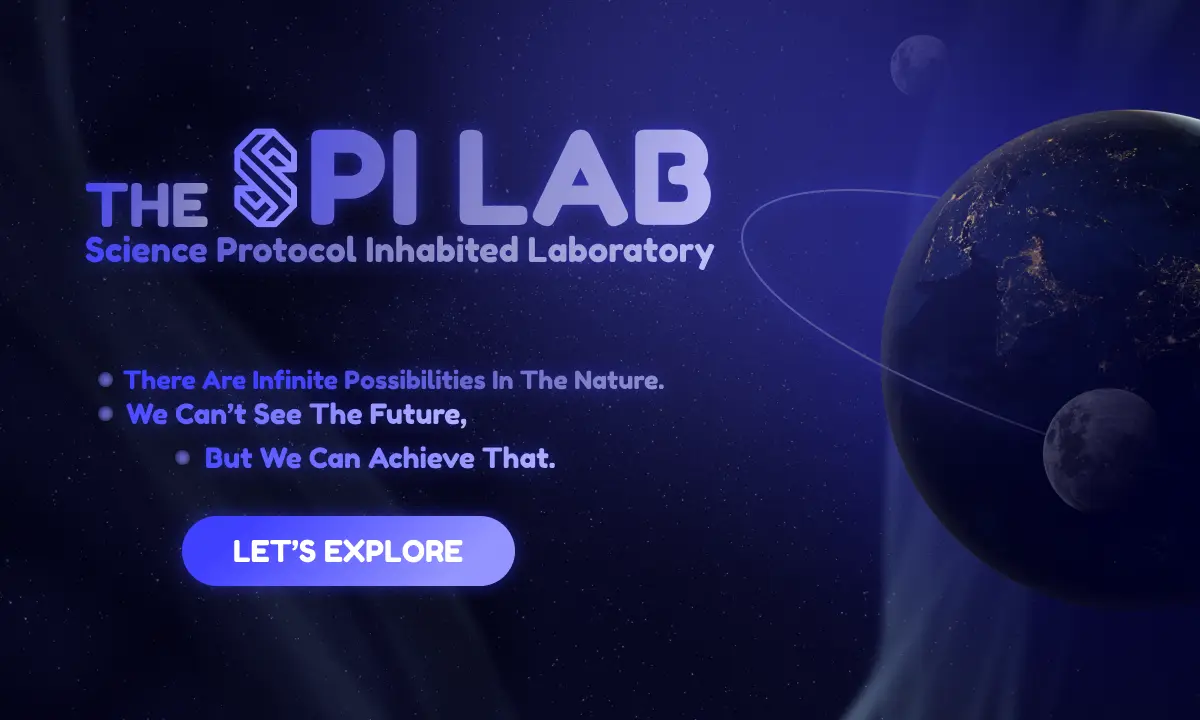 THE SPI LAB
Science Protocol Inhabited Laboratory
There Are Infinite Possibilities In The Nature.
We Can’t See The Future,
But We Can Achieve That.
LET’S EXPLORE